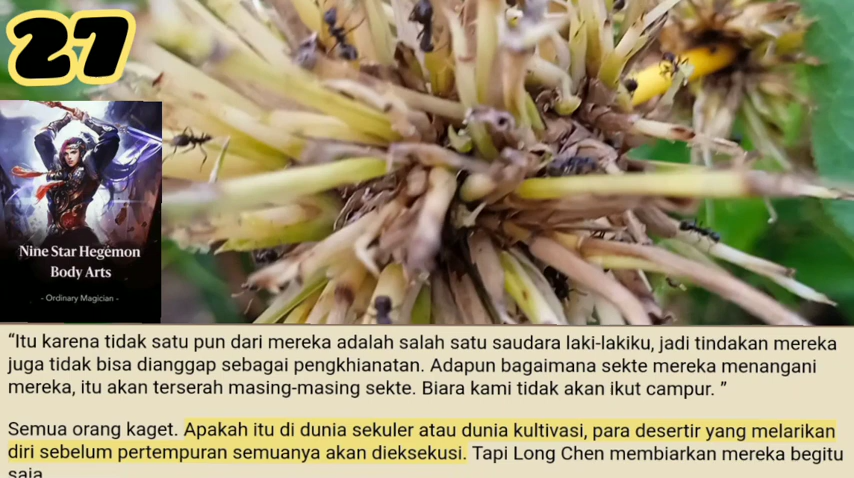 27
Nine Star Hegemon
Body Arts
- Ordinary Magician -
“Itu karena tidak satu pun dari mereka adalah salah satu saudara laki-lakiku, jadi tindakan mereka
juga tidak bisa dianggap sebagai pengkhianatan. Adapun bagaimana sekte mereka menangani
mereka, itu akan terserah masing-masing sekte. Biara kami tidak akan ikut campur. ”
Semua orang kaget. Apakah itu di dunia sekuler atau dunia kultivasi, para desertir yang melarikan
diri sebelum pertempuran semuanya akan dieksekusi. Tapi Long Chen membiarkan mereka begitu
saja.